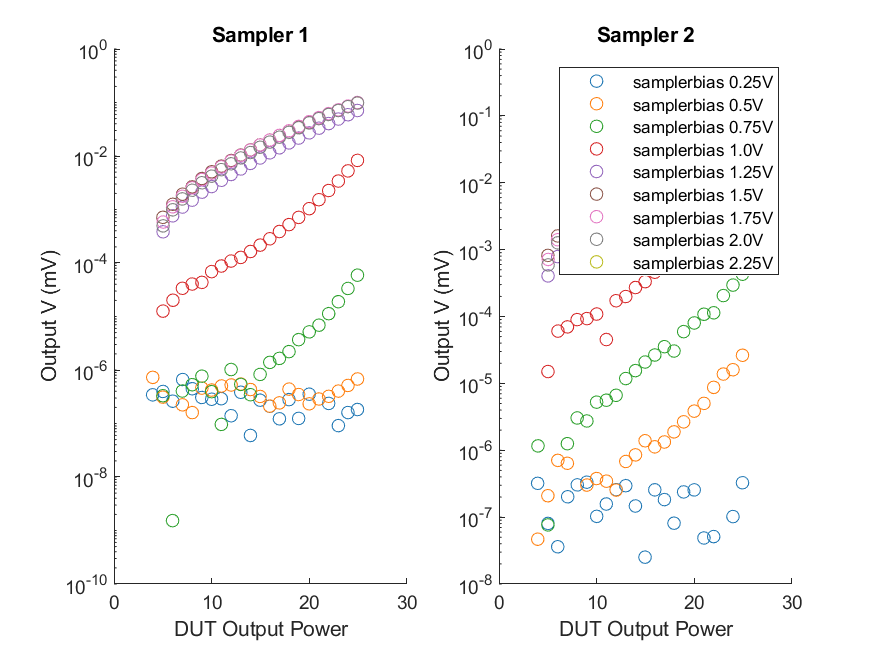 Sampler 1
Output V (mV)
10^0
10^-2
10^-4
10^-6
10^-8
10^-10
0
10
20
30
DUT Output Power
Sampler 2
Output V (mV)
10^0
10^-1
10^-2
10^-3
10^-4
10^-5
10^-6
10^-7
10^-8
0
10
20
30
DUT Output Power
samplerbias 0.25V
samplerbias 0.5V
samplerbias 0.75V
samplerbias 1.0V
samplerbias 1.25V
samplerbias 1.5V
samplerbias 1.75V
samplerbias 2.0V
samplerbias 2.25V